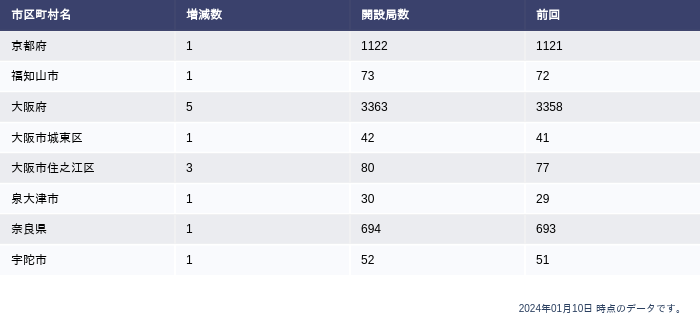 市区町村名 増減数 開設局数 前回
京都府 1 1122 1121
福知山市 1 73 72
大阪府 5 3363 3358
大阪市城東区 1 42 41
大阪市住之江区 3 80 77
泉大津市 1 30 29
奈良県 1 694 693
宇陀市 1 52 51
2024年01月10日 時点のデータです。